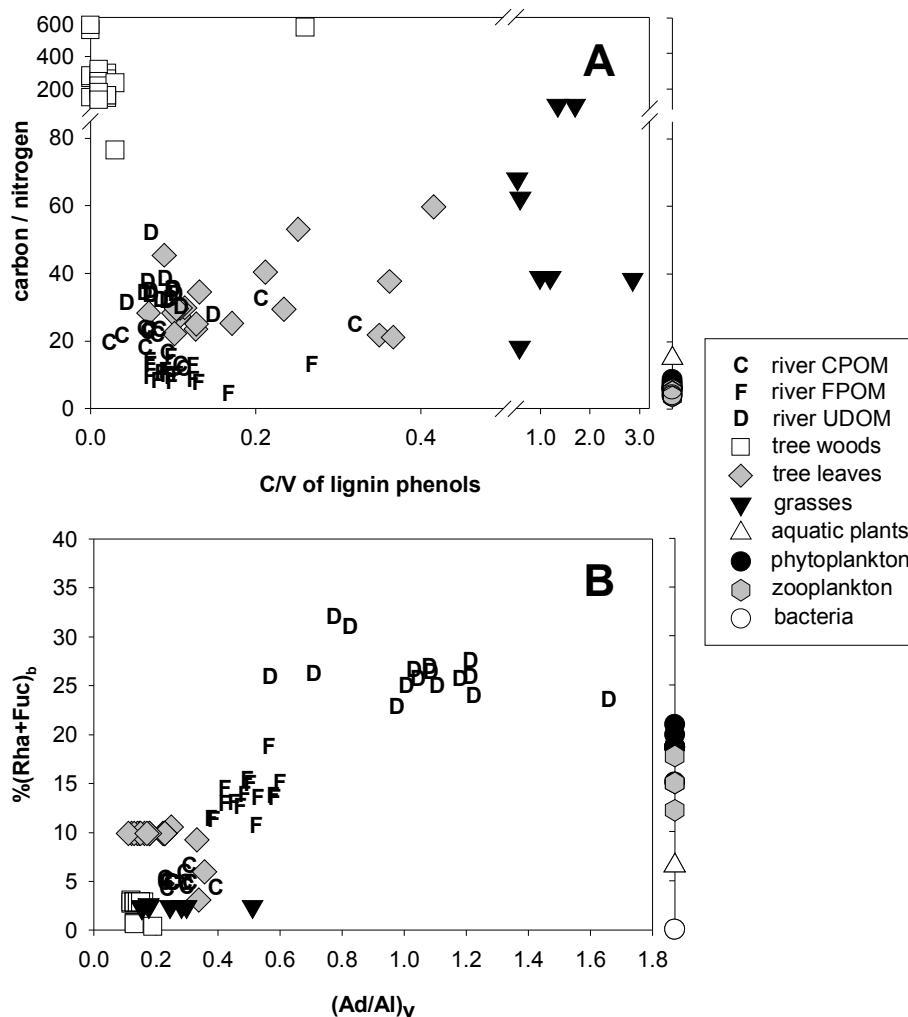 600
400
200
80
60
40
20
0
carbon / nitrogen
A
D
D
D
D
D
D
D
D
D
D
D
D
C
C
C
C
C
C
C
C
C
C
F
F
F
F
F
F
F
F
F
F
0.0 0.2 0.4 1.0 2.0 3.0
C/V of lignin phenols
C river CPOM
F river FPOM
D river UDOM
tree woods
tree leaves
grasses
aquatic plants
phytoplankton
zooplankton
bacteria
40
35
30
25
20
15
10
5
0
%(Rha+Fuc)b
B
D
D
D D
D D D
D D D D
D D D
D D
D
F
F
F F F
F F F
F F F
F F
F
C
C
C
C
C
C
0.0 0.2 0.4 0.6 0.8 1.0 1.2 1.4 1.6 1.8
(Ad/Al)v